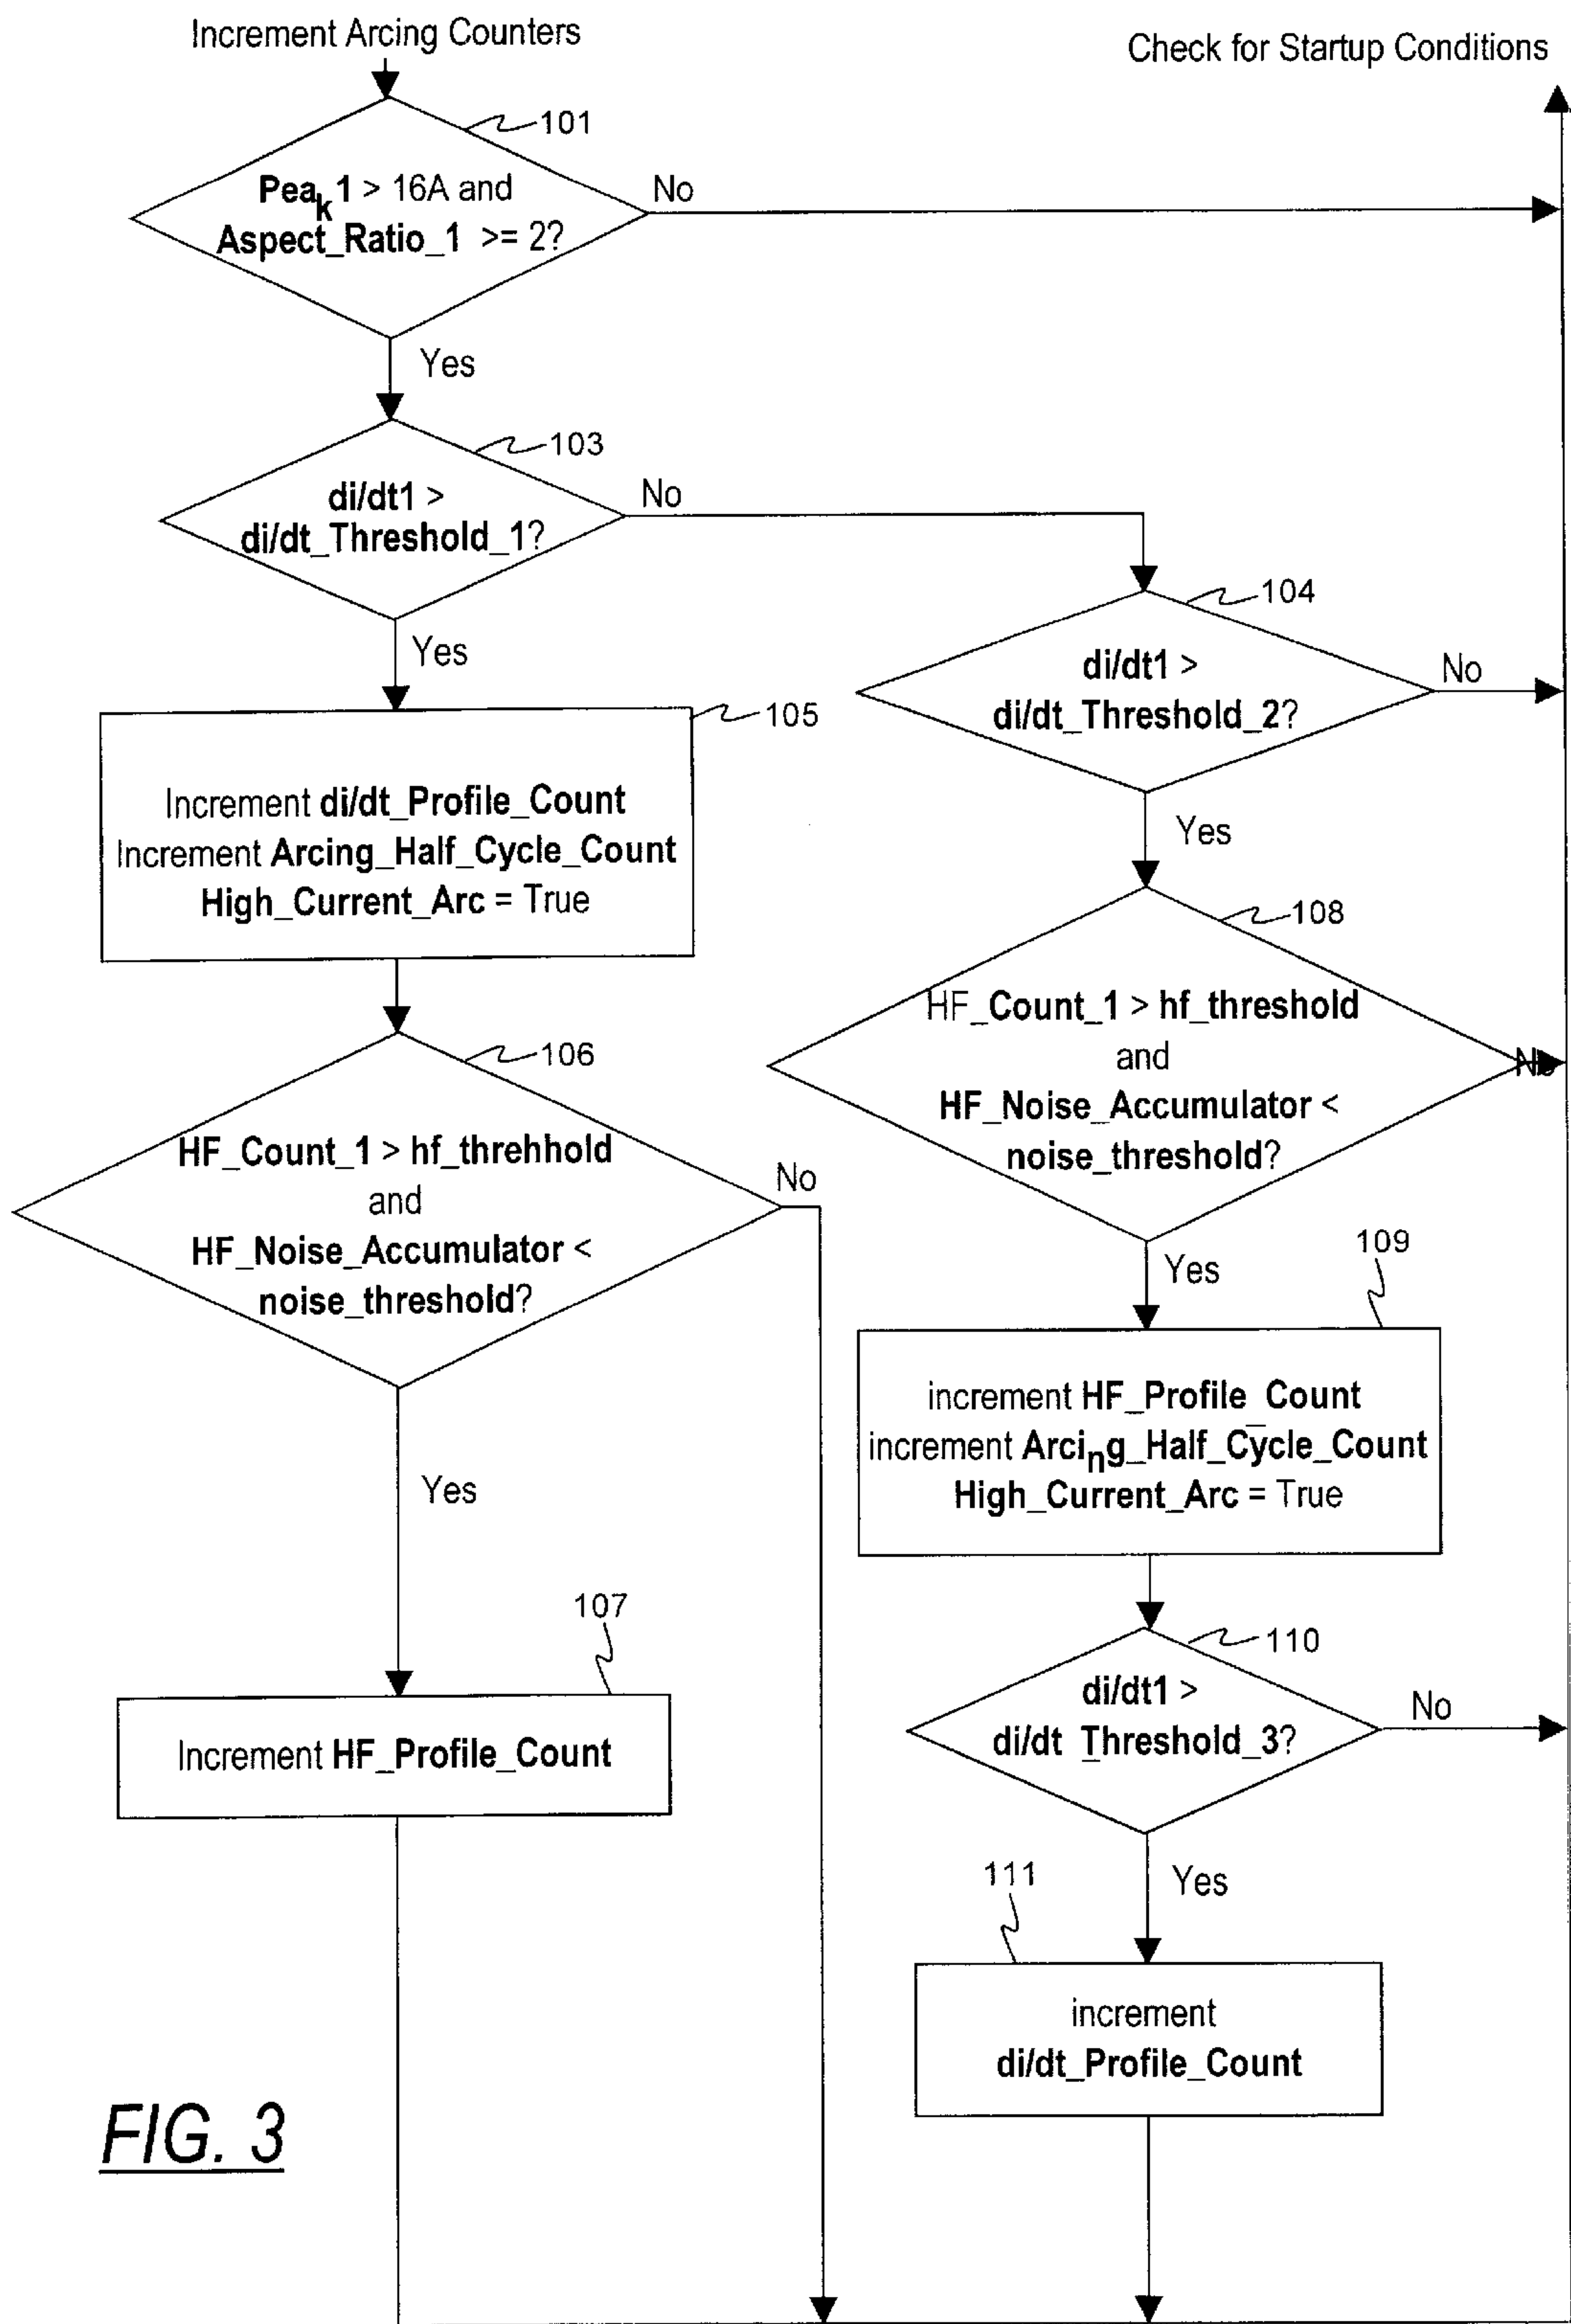 Increment Arcing Counters
Check for Startup Conditions
101
Peak1 > 16A and
Aspect_Ratio_1 >= 2?
No
Yes
103
di/dt1 >
di/dt_Threshold_1?
No
Yes
104
di/dt1 >
di/dt_Threshold_2?
No
Yes
105
Increment di/dt_Profile_Count
Increment Arcing_Half_Cycle_Count
High_Current_Arc = True
108
HF_Count_1 > hf_threshold
and
HF_Noise_Accumulator <
noise_threshold?
No
Yes
106
HF_Count_1 > hf_threhhold
and
HF_Noise_Accumulator <
noise_threshold?
No
Yes
109
increment HF_Profile_Count
increment Arcing_Half_Cycle_Count
High_Current_Arc = True
107
Increment HF_Profile_Count
110
di/dt1 >
di/dt_Threshold_3?
No
Yes
111
increment
di/dt_Profile_Count
FIG. 3